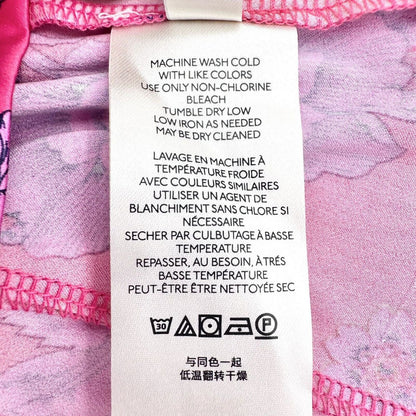 MACHINE WASH COLD
WITH LIKE COLORS
USE ONLY NON-CHLORINE
BLEACH
TUMBLE DRY LOW
LOW IRON AS NEEDED
MAY BE DRY CLEANED
LAVAGE EN MACHINE À
TEMPÉRATURE FROIDE
AVEC COULEURS SIMILAIRES
UTILISER UN AGENT DE
BLANCHIMENT SANS CHLORE SI
NÉCESSAIRE
SECHER PAR CULBUTAGE À BASSE
TEMPERATURE
REPASSER, AU BESOIN, À TRÉS
BASSE TEMPÉRATURE
PEUT-ÊTRE ÊTRE NETTOYÉE SEC
30 P
与同色一起
低温翻转干燥